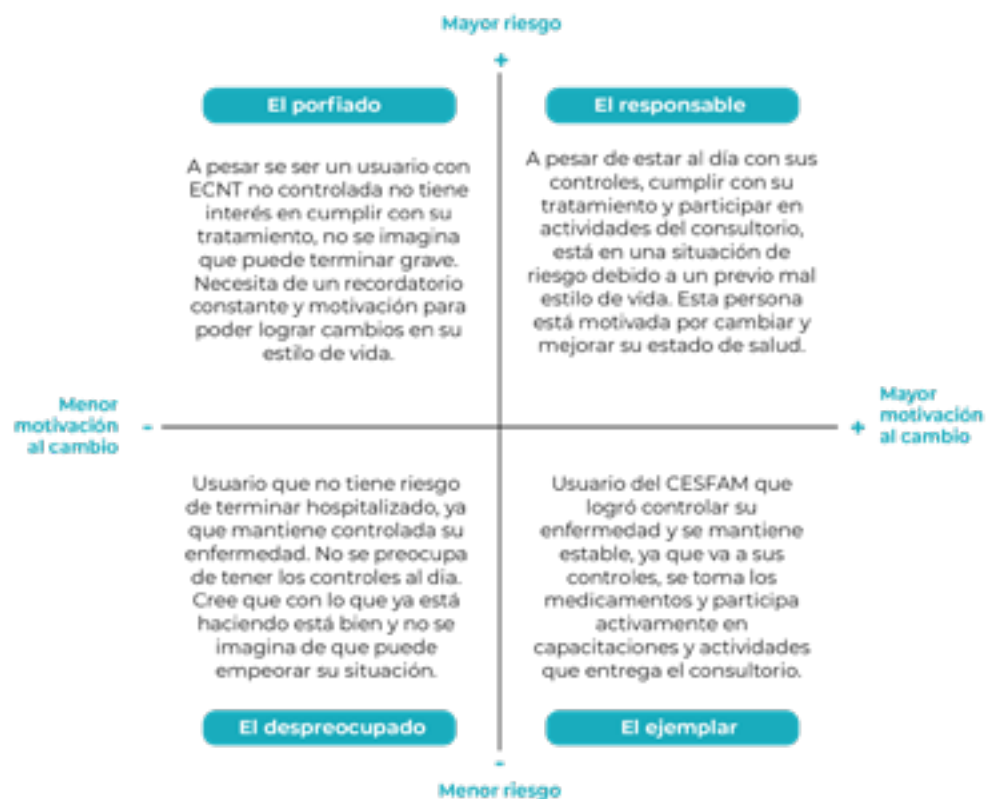 Mayor riesgo
+
El porfiado
A pesar se ser un usuario con
ECNT no controlada no tiene
interés en cumplir con su
tratamiento, no se imagina
que puede terminar grave.
Necesita de un recordatorio
constante y motivación para
poder lograr cambios en su
estilo de vida.
El responsable
A pesar de estar al día con sus
controles, cumplir con su
tratamiento y participar en
actividades del consultorio,
está en una situación de
riesgo debido a un previo mal
estilo de vida. Esta persona
está motivada por cambiar y
mejorar su estado de salud.
Menor
motivación
al cambio
-
+
Mayor
motivación
al cambio
Usuario que no tiene riesgo
de terminar hospitalizado, ya
que mantiene controlada su
enfermedad. No se preocupa
de tener los controles al dia.
Cree que con lo que ya está
haciendo está bien y no se
imagina de que puede
empeorar su situación.
El despreocupado
Usuario del CESFAM que
logró controlar su
enfermedad y se mantiene
estable, ya que va a sus
controles, se toma los
medicamentos y participa
activamente en
capacitaciones y actividades
que entrega el consultorio.
El ejemplar
-
Menor riesgo